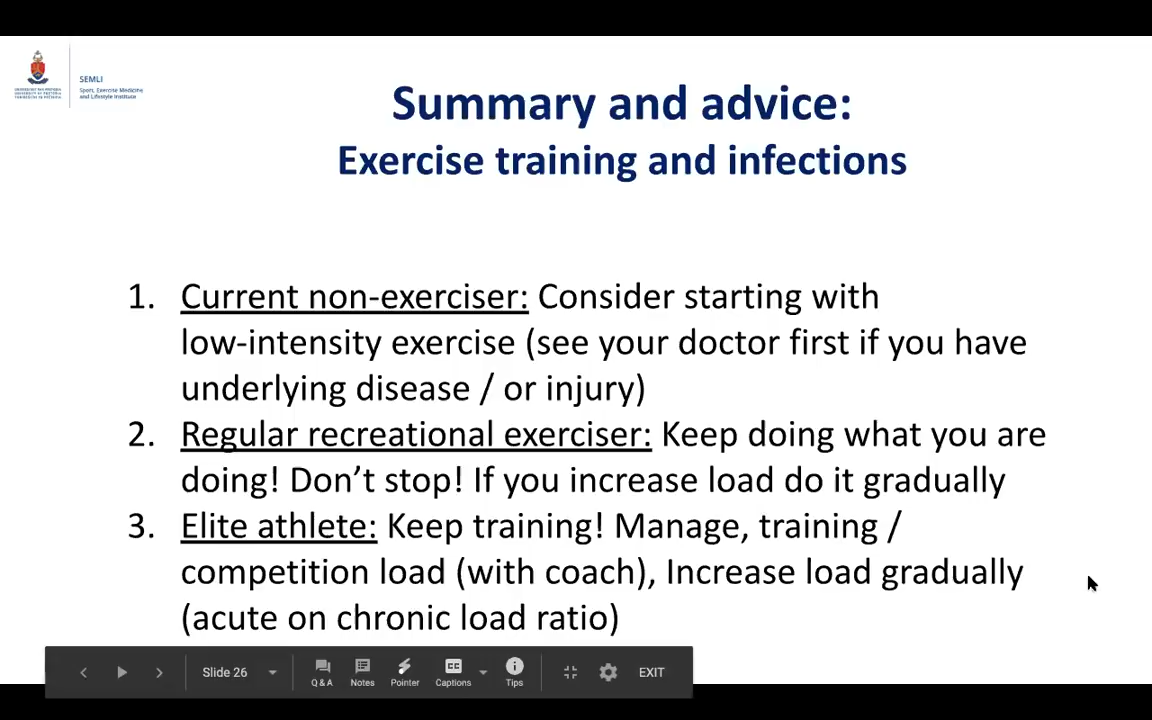 SEMLI
Sport, Exercise Medicine
and Lifestyle Institute
Summary and advice:
Exercise training and infections
1. Current non-exerciser: Consider starting with
low-intensity exercise (see your doctor first if you have
underlying disease / or injury)
2. Regular recreational exerciser: Keep doing what you are
doing! Don’t stop! If you increase load do it gradually
3. Elite athlete: Keep training! Manage, training /
competition load (with coach), Increase load gradually
(acute on chronic load ratio)
Slide 26
Q & A
Notes
Pointer
CC
Captions
Tips
EXIT